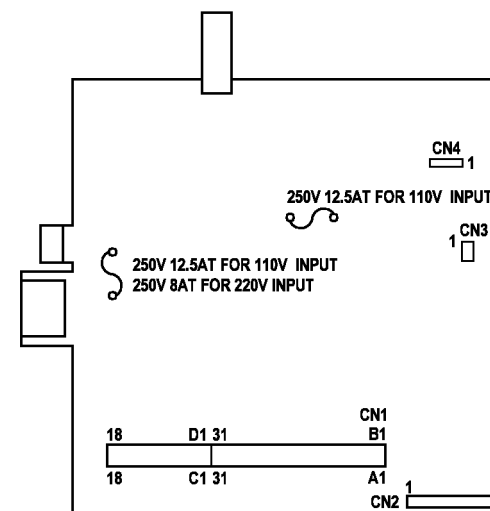 CN4
1
250V 12.5AT FOR 110V INPUT
CN3
1
250V 12.5AT FOR 110V INPUT
250V 8AT FOR 220V INPUT
CN1
18 D1 31 B1
18 C1 31 A1
1
CN2